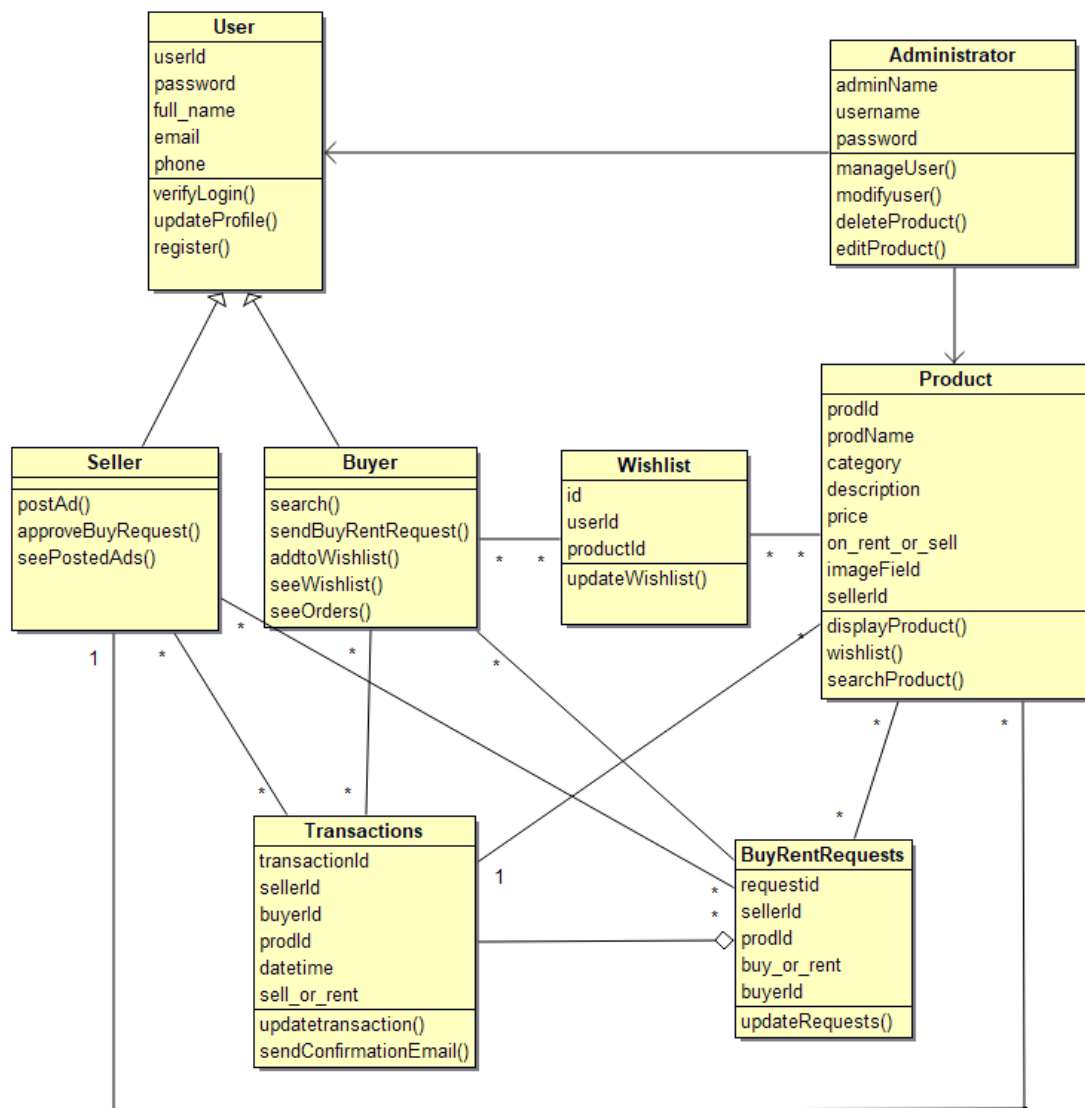 User
userId
password
full_name
email
phone
verifyLogin()
updateProfile()
register()
Administrator
adminName
username
password
manageUser()
modifyuser()
deleteProduct()
editProduct()
Seller
postAd()
approveBuyRequest()
seePostedAds()
Buyer
search()
sendBuyRentRequest()
addtoWishlist()
seeWishlist()
seeOrders()
Wishlist
id
userId
productId
updateWishlist()
Product
prodId
prodName
category
description
price
on_rent_or_sell
imageField
sellerId
displayProduct()
wishlist()
searchProduct()
* * * *
*
*
1
*
*
*
*
*
*
*
*
Transactions
transactionId
sellerId
buyerId
prodId
datetime
sell_or_rent
updatetransaction()
sendConfirmationEmail()
1
*
*
BuyRentRequests
requestid
sellerId
prodId
buy_or_rent
buyerId
updateRequests()